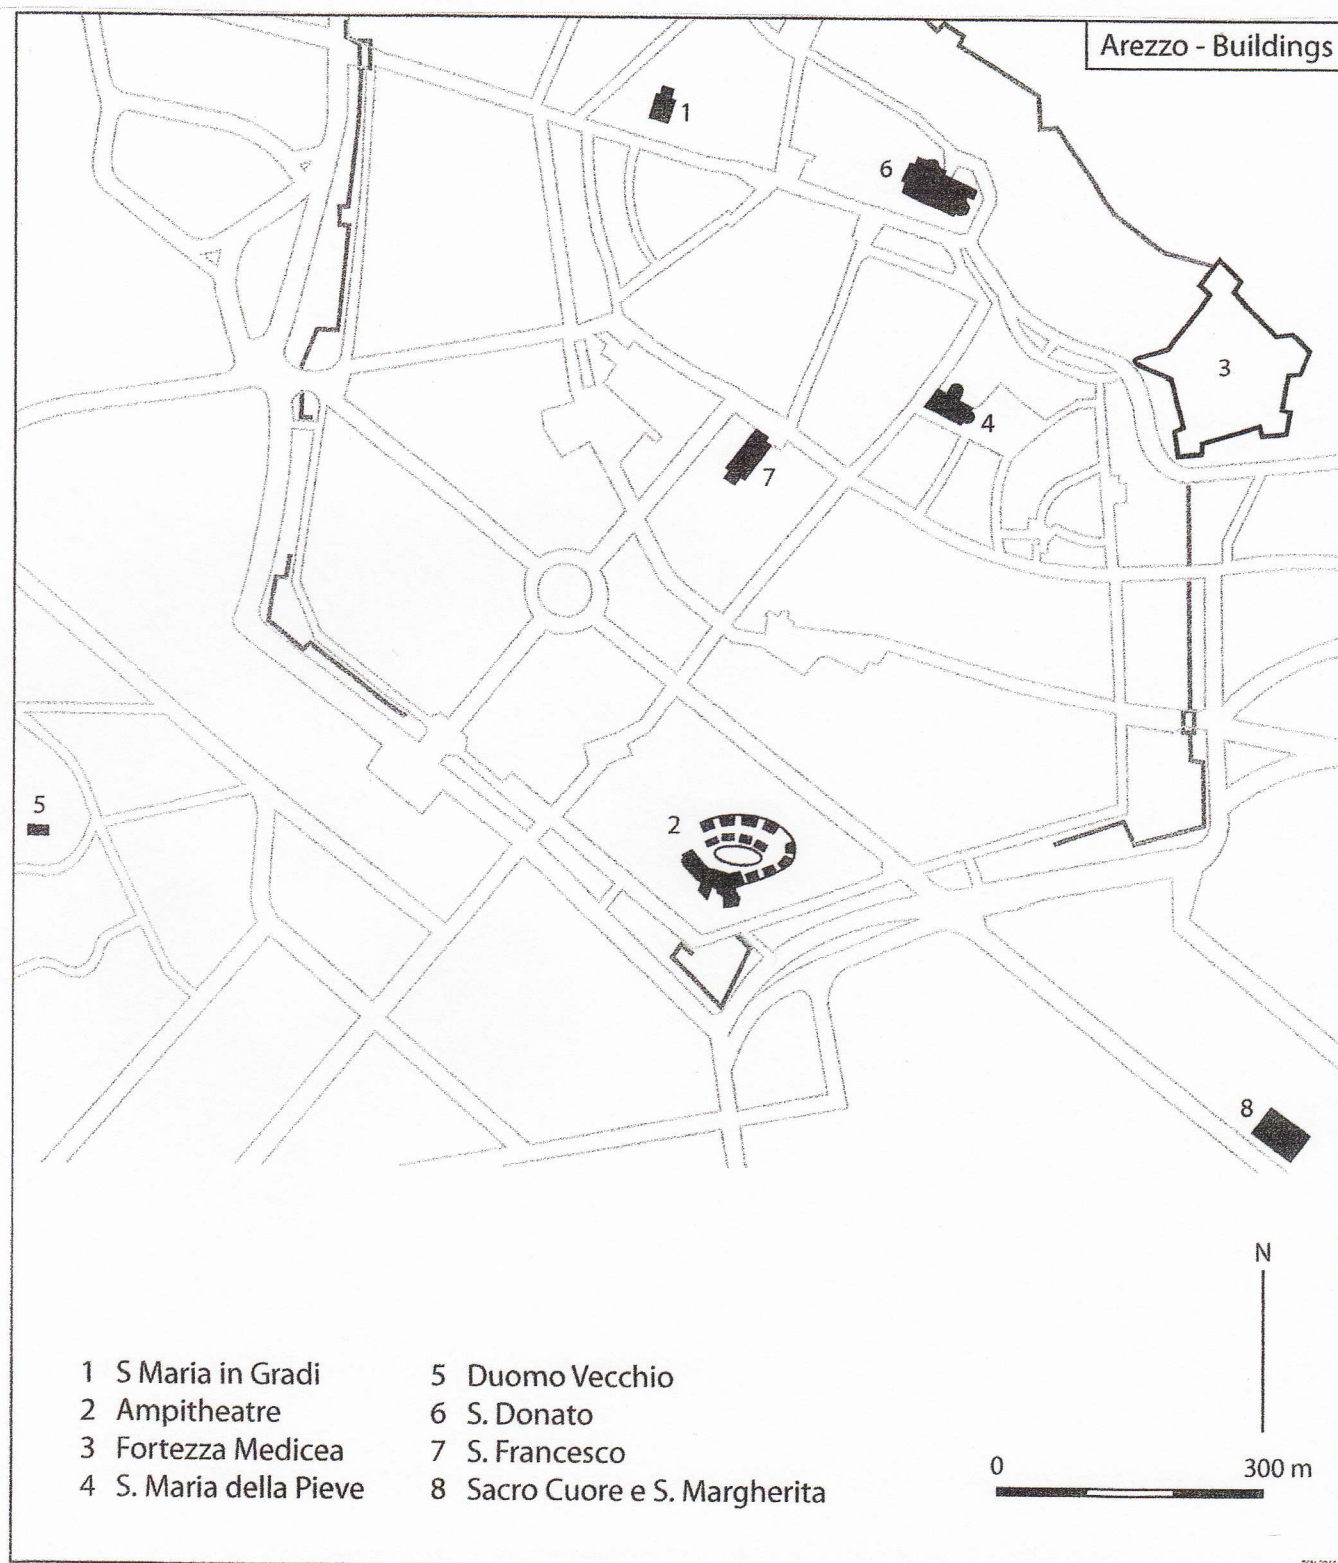 Arezzo - Buildings
1
6
3
4
7
5
2
8
N
1 S Maria in Gradi
2 Ampitheatre
3 Fortezza Medicea
4 S. Maria della Pieve
5 Duomo Vecchio
6 S. Donato
7 S. Francesco
8 Sacro Cuore e S. Margherita
0 300 m